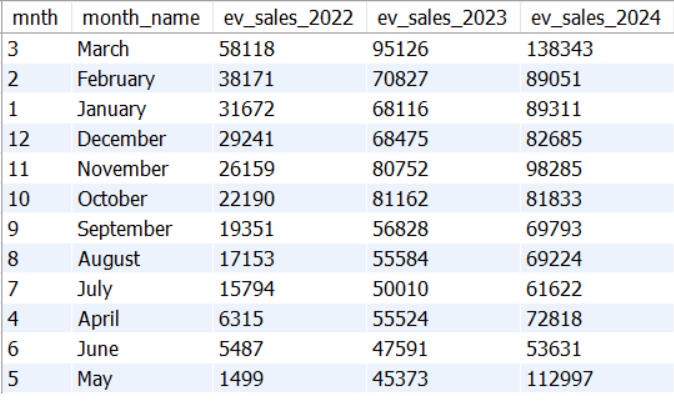 mnth month_name ev_sales_2022 ev_sales_2023 ev_sales_2024
3 March 58118 95126 138343
2 February 38171 70827 89051
1 January 31672 68116 89311
12 December 29241 68475 82685
11 November 26159 80752 98285
10 October 22190 81162 81833
9 September 19351 56828 69793
8 August 17153 55584 69224
7 July 15794 50010 61622
4 April 6315 55524 72818
6 June 5487 47591 53631
5 May 1499 45373 112997